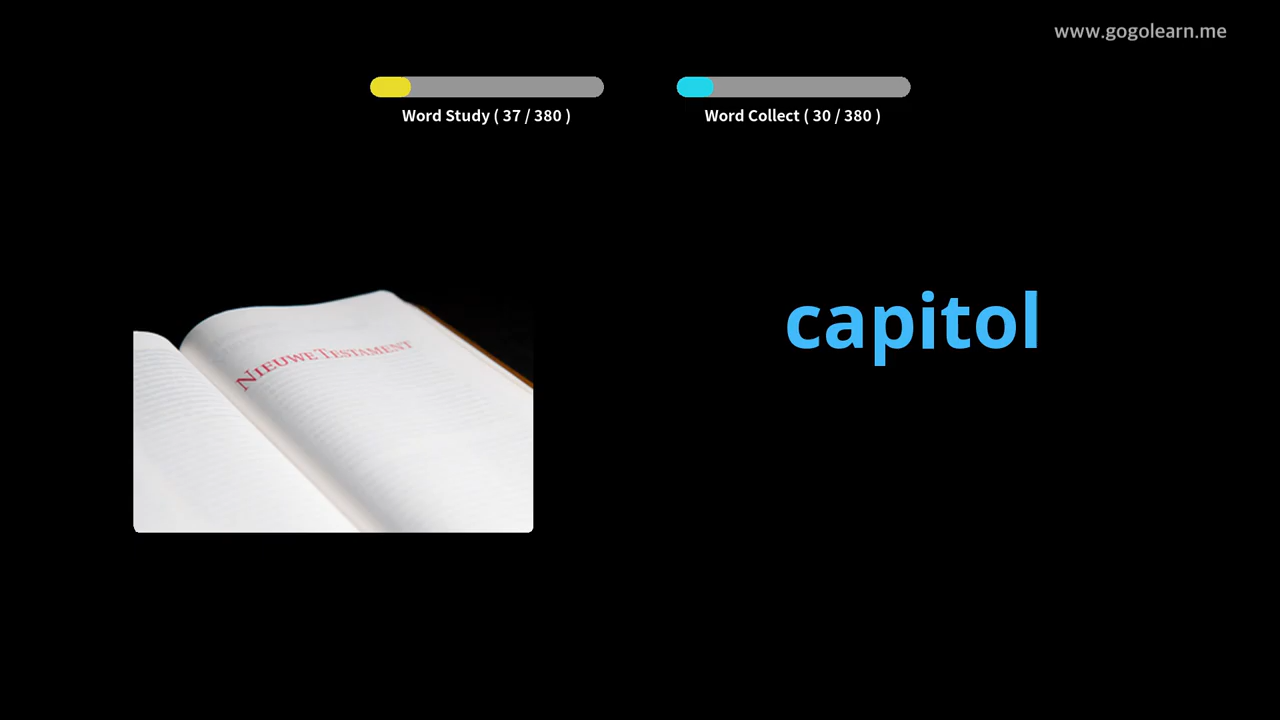 www.gogolearn.me
Word Study ( 37 / 380 )
Word Collect ( 30 / 380 )
capitol
NIEUWE TESTAMENT